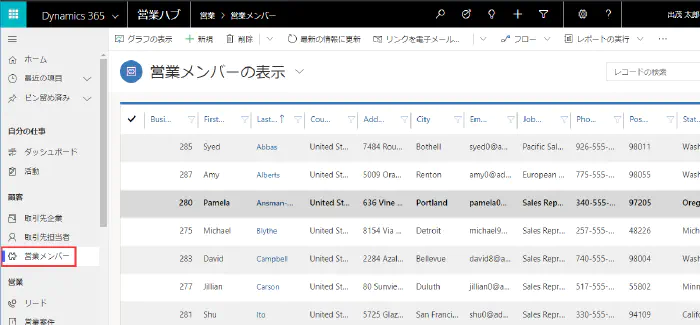 Dynamics 365 営業ハブ 営業 > 営業メンバー 出茂 太郎
グラフの表示 新規 削除 最新の情報に更新 リンクを電子メール... フロー レポートの実行 ...
営業メンバーの表示
レコードの検索
ホーム
最近の項目
ピン留め済み
自分の仕事
ダッシュボード
活動
顧客
取引先企業
取引先担当者
営業メンバー
営業
リード
営業案件
Busi... First... Last... Cou... Add... City Em... Job... Pho... Pos... Stat
285 Syed Abbas United St... 7484 Rou... Bothell syed0@a... Pacific Sal... 926-555-... 98011 Wash
287 Amy Alberts United St... 5009 Ora... Renton amy0@ad... European ... 775-555-... 98055 Wash
280 Pamela Ansman-... United St... 636 Vine ... Portland pamela0... Sales Rep... 340-555-... 97205 Oreg
275 Michael Blythe United St... 8154 Via ... Detroit michael9... Sales Repr... 257-555-... 48226 Mich
283 David Campbell United St... 2284 Azal... Bellevue david8@a... Sales Repr... 740-555-... 98004 Wash
277 Jillian Carson United St... 80 Sunvie... Duluth jillian0@a... Sales Repr... 517-555-... 55802 Minn
281 Shu Ito United St... 5725 Glaz... San Franci... shu0@ad... Sales Repr... 330-555-... 94109 Calif